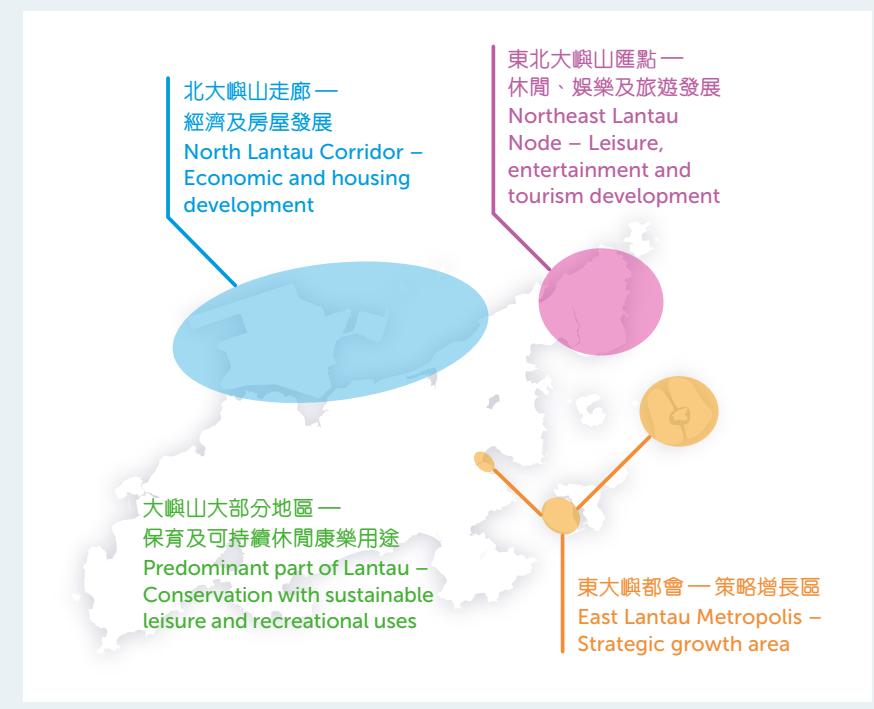 北大嶼山走廊 —
經濟及房屋發展
North Lantau Corridor –
Economic and housing
development
東北大嶼山匯點 —
休閒、娛樂及旅遊發展
Northeast Lantau
Node – Leisure,
entertainment and
tourism development
大嶼山大部分地區 —
保育及可持續休閒康樂用途
Predominant part of Lantau –
Conservation with sustainable
leisure and recreational uses
東大嶼都會 — 策略增長區
East Lantau Metropolis –
Strategic growth area